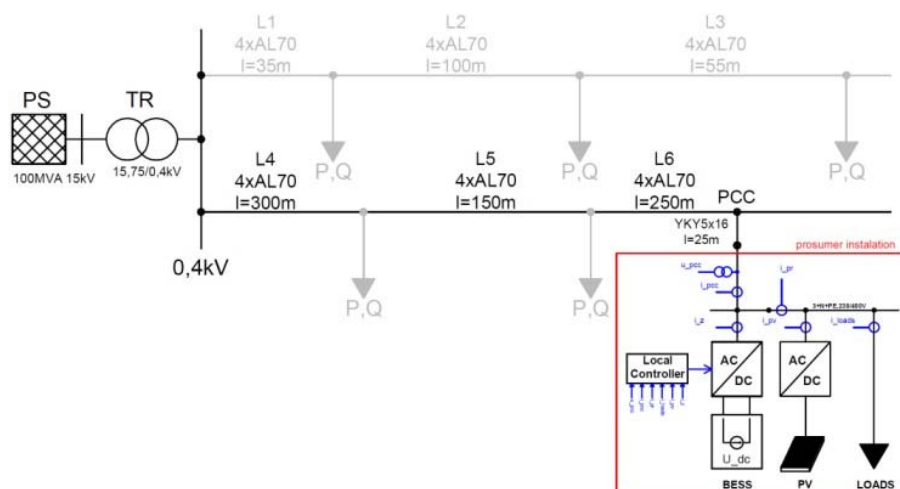 L1
4xAL70
l=35m
L2
4xAL70
l=100m
L3
4xAL70
l=55m
PS
TR
100MVA 15kV
15,75/0,4kV
P,Q
P,Q
P,Q
L4
4xAL70
l=300m
L5
4xAL70
l=150m
L6
4xAL70
l=250m
PCC
YKY5x16
l=25m
0,4kV
prosumer instalation
P,Q
P,Q
u_pcc
i_pcc
i_pr
3+N+PE,230/400V
i_z
i_pv
i_loads
Local
Controller
AC
DC
AC
DC
U_dc
BESS
PV
LOADS